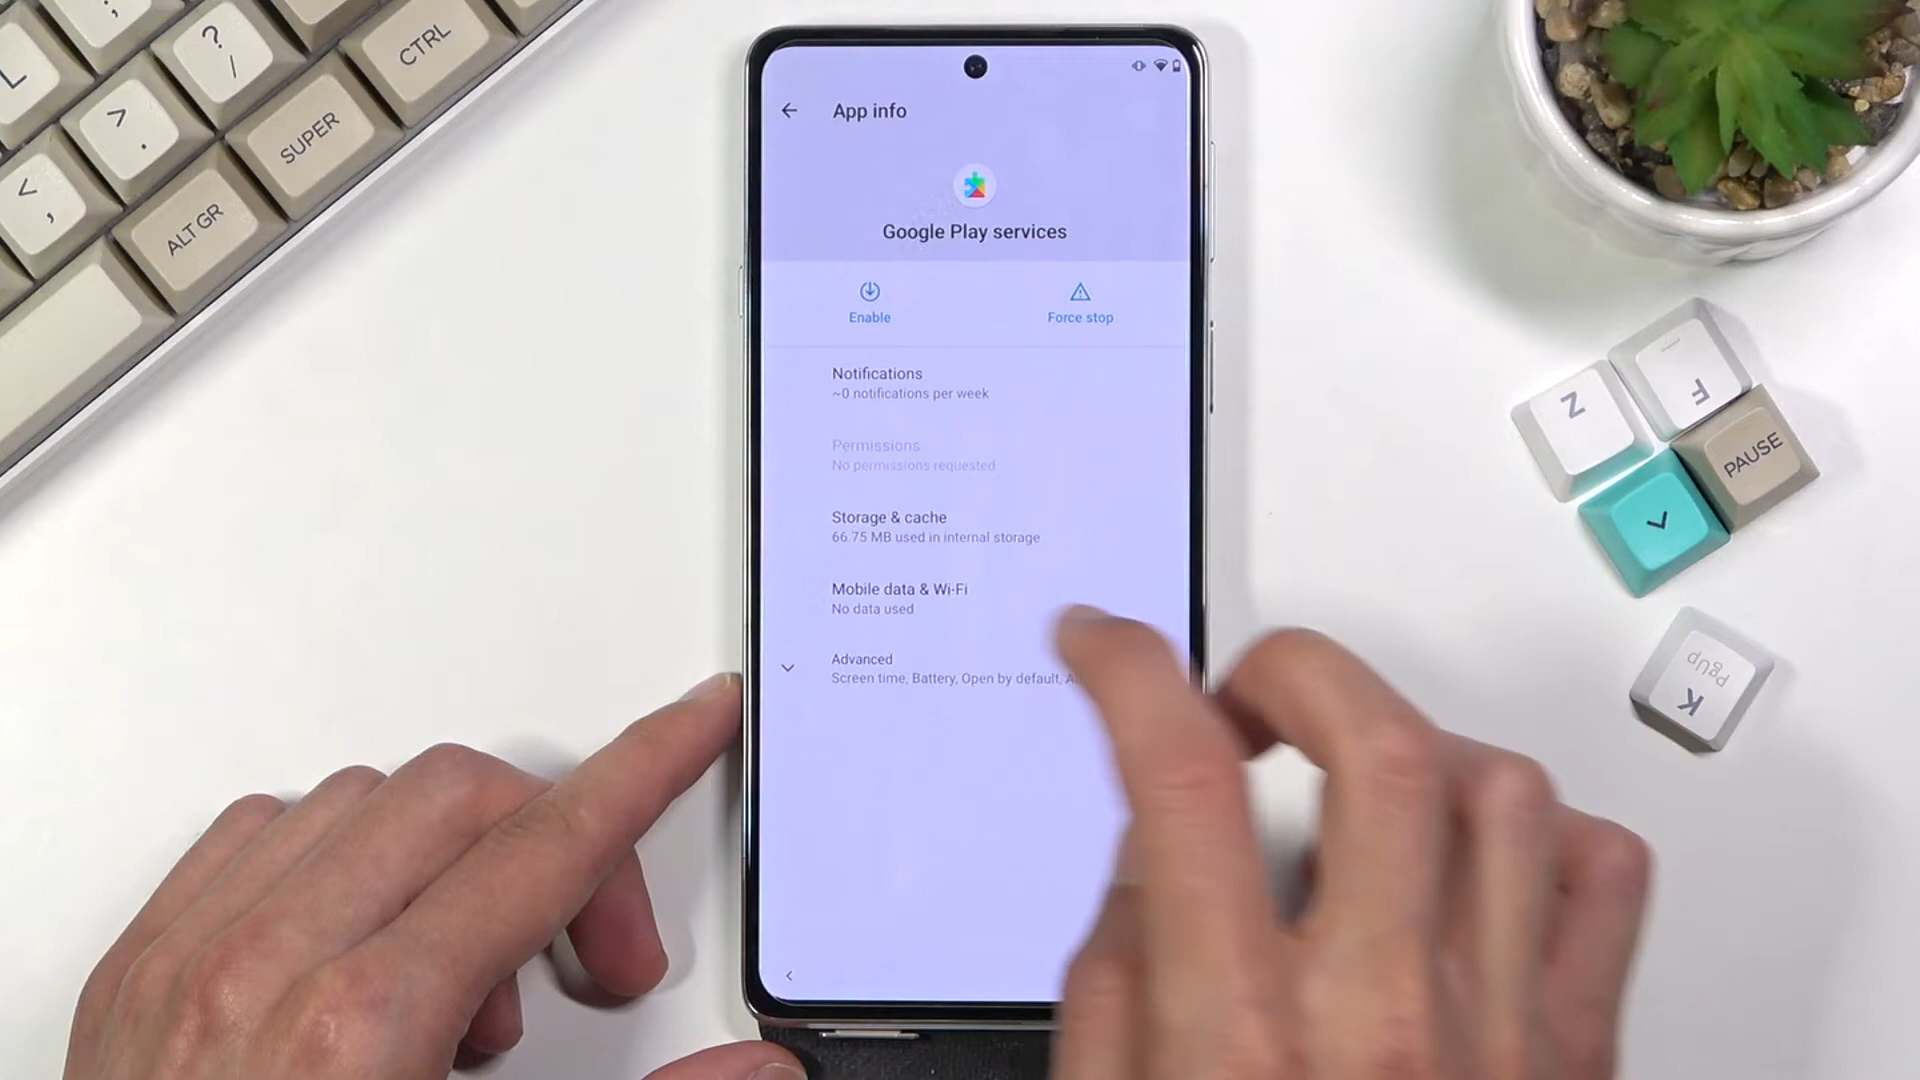 L
:
;
?
/
CTRL
>
.
SUPER
<
,
ALT GR
App info
Google Play services
Enable
Force stop
Notifications
~0 notifications per week
Permissions
No permissions requested
Storage & cache
66.75 MB used in internal storage
Mobile data & Wi-Fi
No data used
Advanced
Screen time, Battery, Open by default,
Z
F
PAUSE
K
PgUp